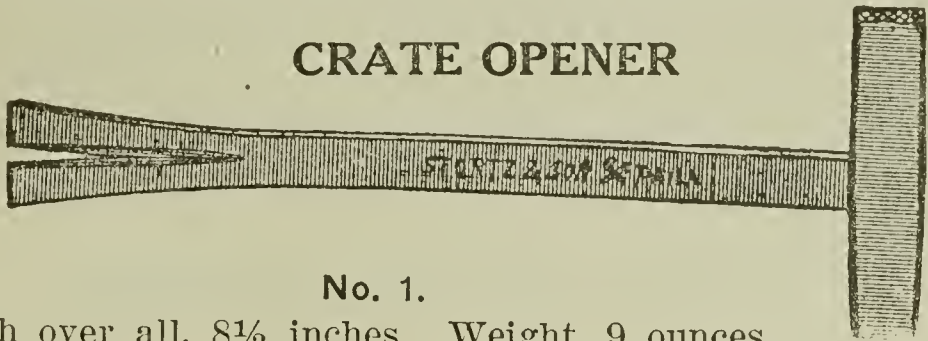 CRATE OPENER
No. 1.
h over all, 8½ inches. Weight, 9 ounces